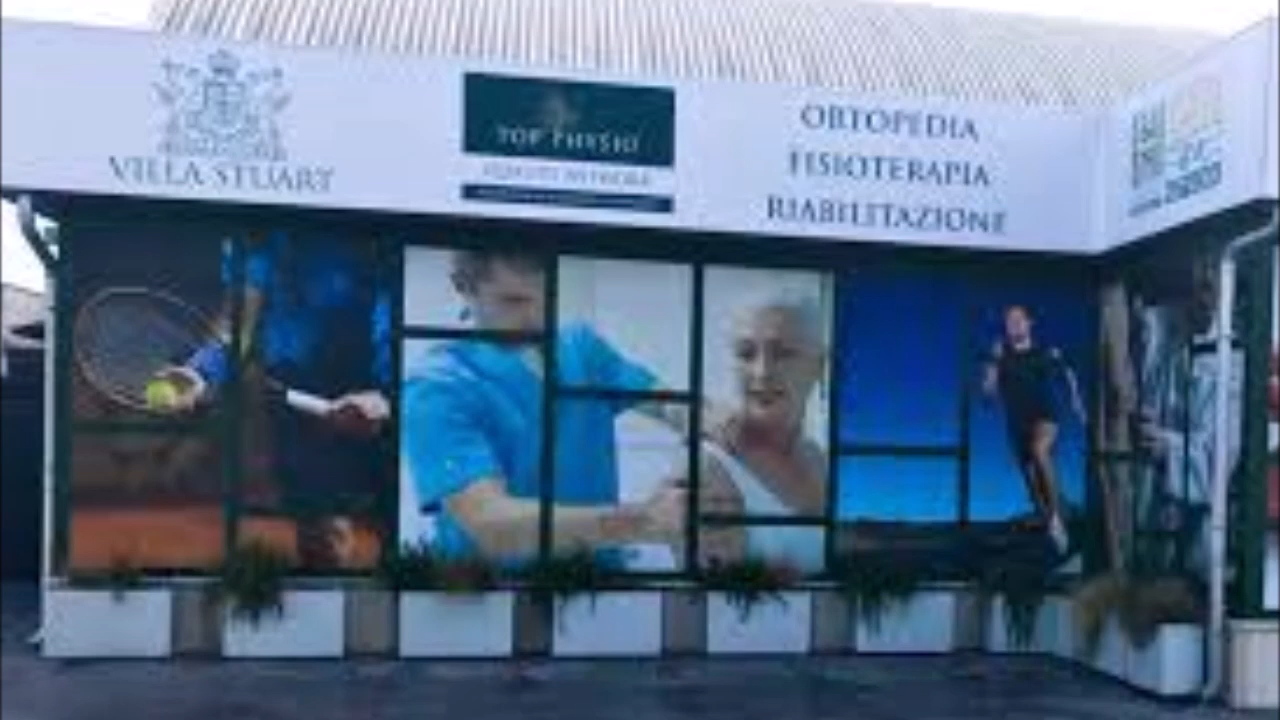 VILLA STUART
TOP PHYSIO
ORTOPEDIA
FISIOTERAPIA
RIABILITAZIONE